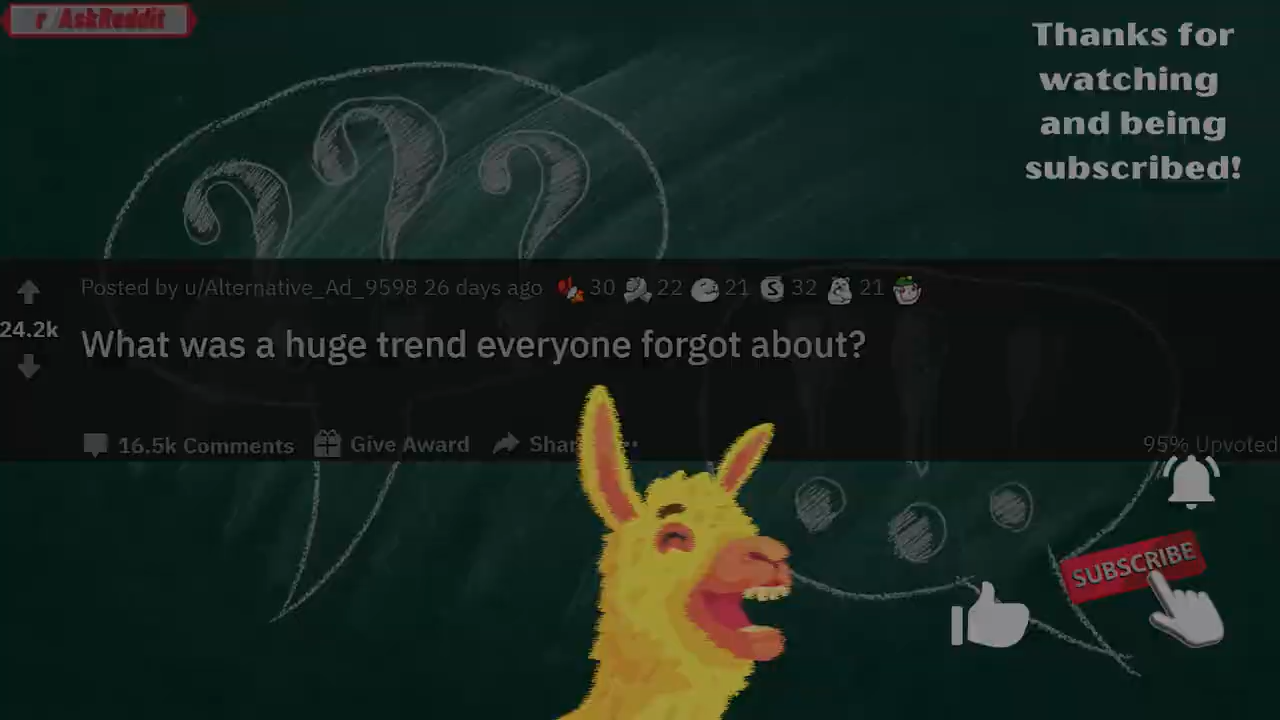 r/AskReddit
Thanks for
watching
and being
subscribed!
Posted by u/Alternative_Ad_9598 26 days ago 30 22 21 S 32 21
24.2k
What was a huge trend everyone forgot about?
16.5k Comments Give Award Shar
95% Upvoted
SUBSCRIBE